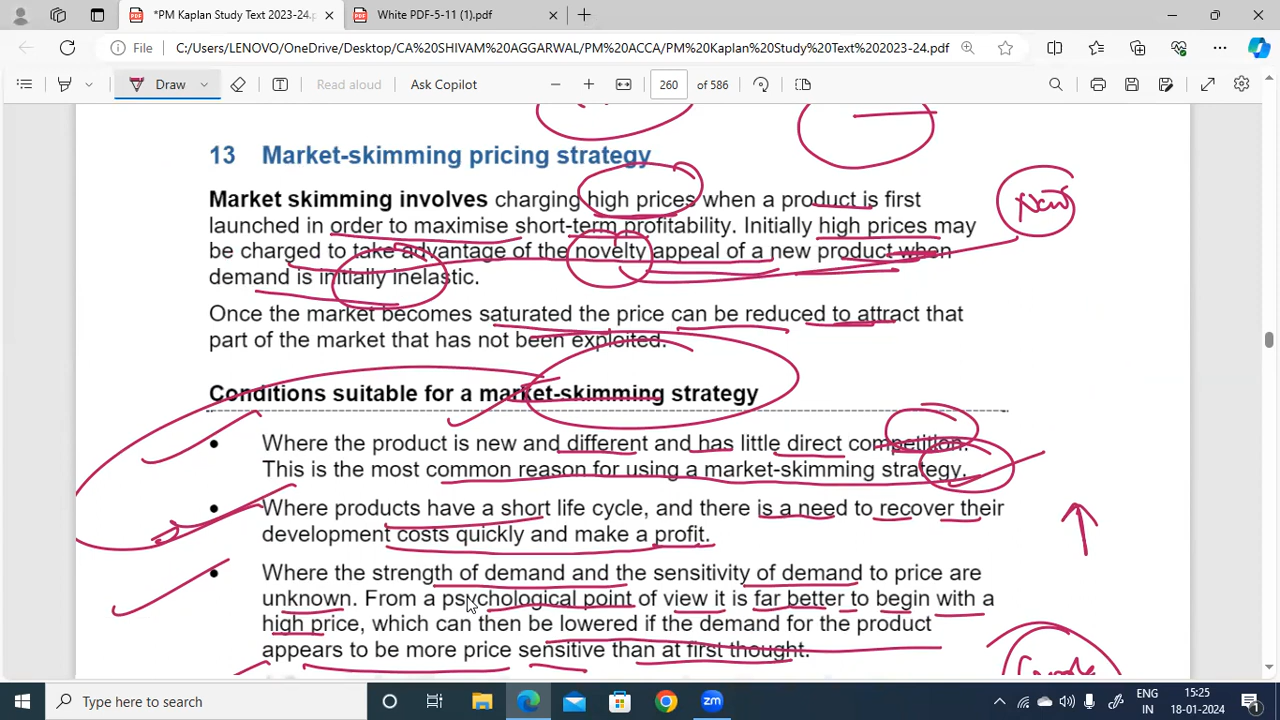 *PM Kaplan Study Text 2023-24.p
White PDF-5-11 (1).pdf
File
C:/Users/LENOVO/OneDrive/Desktop/CA%20SHIVAM%20AGGARWAL/PM%20ACCA/PM%20Kaplan%20Study%20Text%202023-24.pdf
Draw
Read aloud
Ask Copilot
260 of 586
13 Market-skimming pricing strategy
Market skimming involves charging high prices when a product is first
launched in order to maximise short-term profitability. Initially high prices may
be charged to take advantage of the novelty appeal of a new product when
demand is initially inelastic.
New
Once the market becomes saturated the price can be reduced to attract that
part of the market that has not been exploited.
Conditions suitable for a market-skimming strategy
• Where the product is new and different and has little direct competition.
This is the most common reason for using a market-skimming strategy.
• Where products have a short life cycle, and there is a need to recover their
development costs quickly and make a profit.
• Where the strength of demand and the sensitivity of demand to price are
unknown. From a psychological point of view it is far better to begin with a
high price, which can then be lowered if the demand for the product
appears to be more price sensitive than at first thought.
Type here to search
ENG
IN
15:25
18-01-2024
1